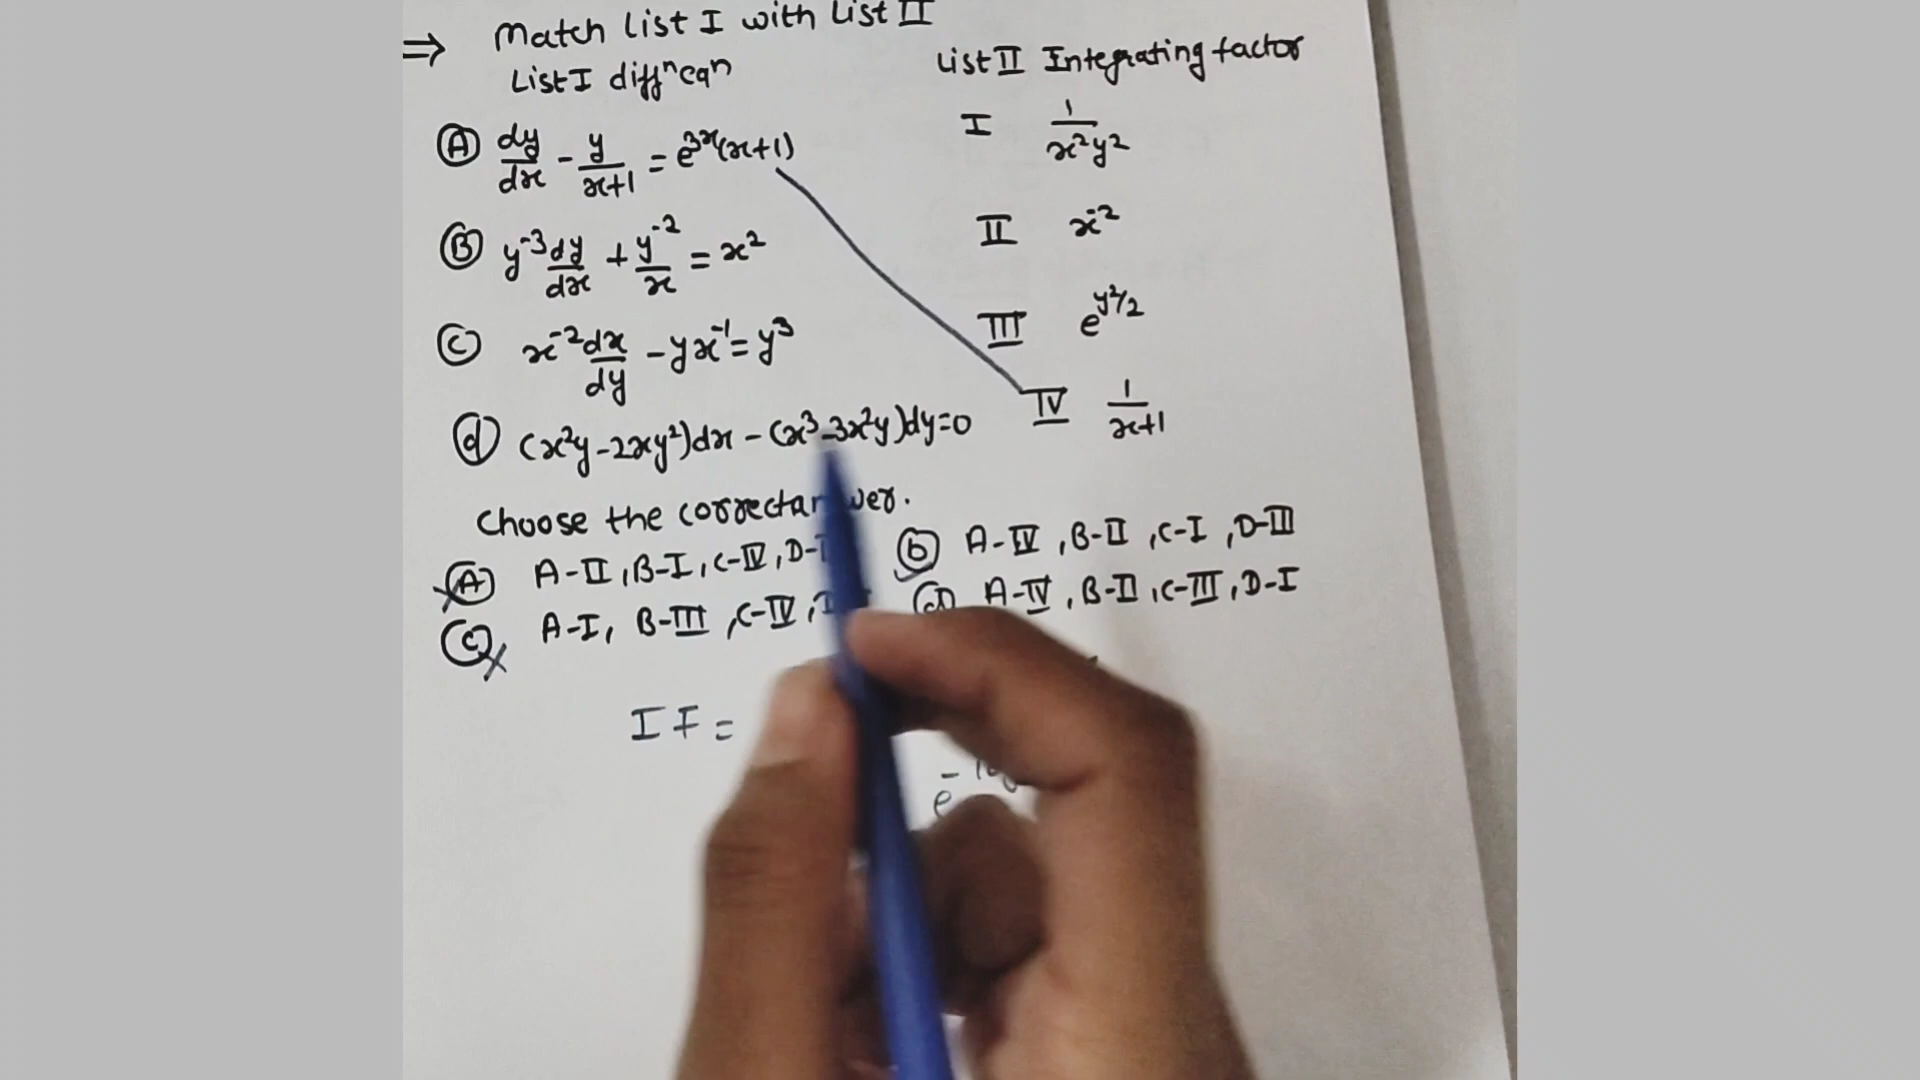 ⇒ Match List I with List II
List I diffⁿ eqⁿ List II Integrating factor
Ⓐ dy/dx - y/x+1 = e^3x(x+1) I 1/x²y²
Ⓑ y⁻³ dy/dx + y⁻²/x = x² II x⁻²
Ⓒ x⁻² dx/dy - yx⁻¹ = y³ III e^y²/2
ⓓ (x²y-2xy²)dx - (x³-3x²y)dy=0 IV 1/x+1
Choose the correct
Ⓐ A-II, B-I, C-IV, D- ⓑ A-IV, B-II, C-I, D-III
Ⓒ A-I, B-III, C-IV, ⓓ A-IV, B-II, C-III, D-I
IF =
e^-